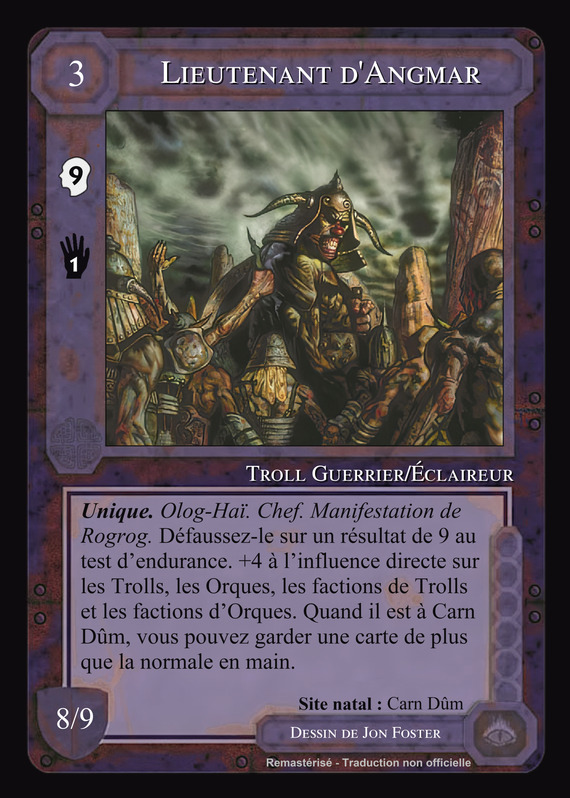 3
Lieutenant d'Angmar
9
1
Troll Guerrier/Éclaireur
Unique. Olog-Haï. Chef. Manifestation de
Rogrog. Défaussez-le sur un résultat de 9 au
test d’endurance. +4 à l’influence directe sur
les Trolls, les Orques, les factions de Trolls
et les factions d’Orques. Quand il est à Carn
Dûm, vous pouvez garder une carte de plus
que la normale en main.
Site natal : Carn Dûm
8/9
Dessin de Jon Foster
Remastérisé - Traduction non officielle